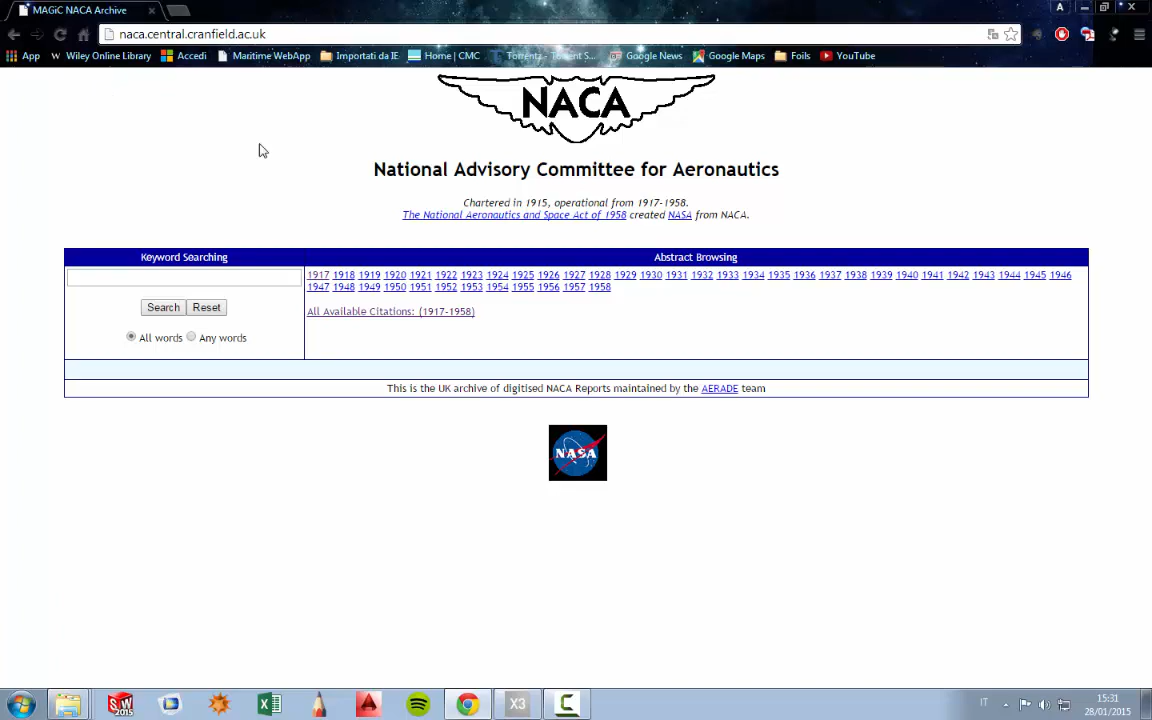 MAGiC NACA Archive
A
naca.central.cranfield.ac.uk
App Wiley Online Library Accedi Maritime WebApp Importati da IE Home | CMC Torrentz - Torrent S... Google News Google Maps Foils YouTube
NACA
National Advisory Committee for Aeronautics
Chartered in 1915, operational from 1917-1958.
The National Aeronautics and Space Act of 1958 created NASA from NACA.
Keyword Searching Abstract Browsing
1917 1918 1919 1920 1921 1922 1923 1924 1925 1926 1927 1928 1929 1930 1931 1932 1933 1934 1935 1936 1937 1938 1939 1940 1941 1942 1943 1944 1945 1946
1947 1948 1949 1950 1951 1952 1953 1954 1955 1956 1957 1958
Search Reset
All Available Citations: (1917-1958)
All words Any words
This is the UK archive of digitised NACA Reports maintained by the AERADE team
NASA
SW 2015
X3
IT
15:31
28/01/2015